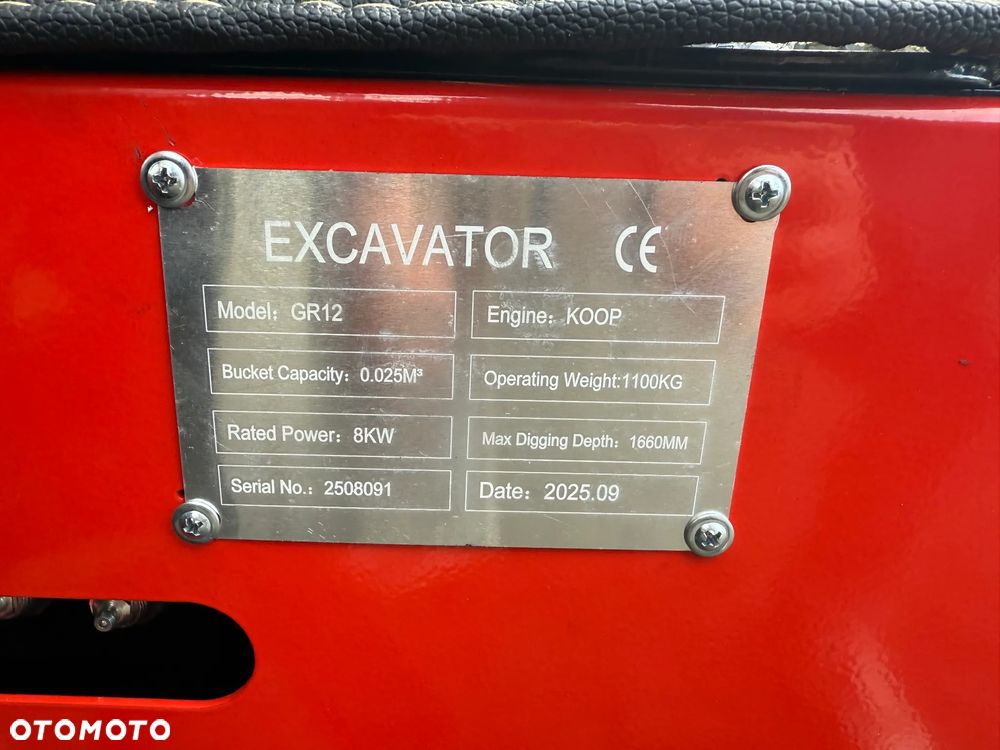 EXCAVATOR CE
Model: GR12 Engine: KOOP
Bucket Capacity: 0.025M³ Operating Weight:1100KG
Rated Power: 8KW Max Digging Depth: 1660MM
Serial No.: 2508091 Date: 2025.09
OTOMOTO